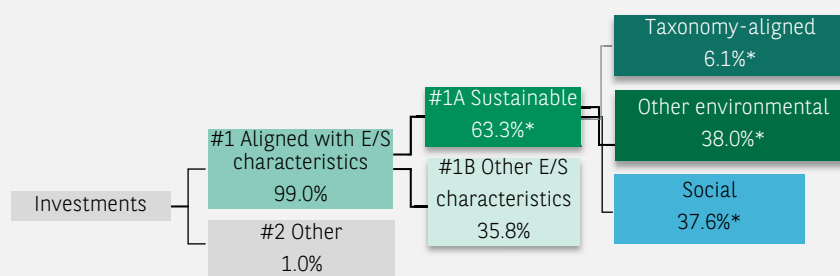 Investments
#1 Aligned with E/S
characteristics
99.0%
#2 Other
1.0%
#1A Sustainable
63.3%*
#1B Other E/S
characteristics
35.8%
Taxonomy-aligned
6.1%*
Other environmental
38.0%*
Social
37.6%*